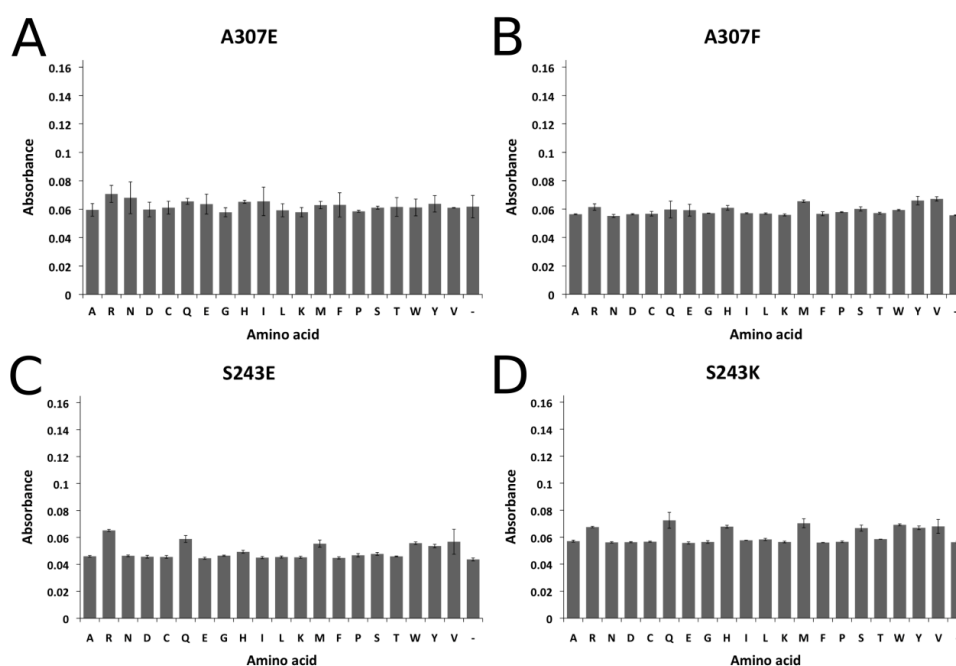 A
A307E
0.16
0.14
0.12
0.1
0.08
0.06
0.04
0.02
0
Absorbance
A R N D C Q E G H I L K M F P S T W Y V -
Amino acid
B
A307F
0.16
0.14
0.12
0.1
0.08
0.06
0.04
0.02
0
Absorbance
A R N D C Q E G H I L K M F P S T W Y V -
Amino acid
C
S243E
0.16
0.14
0.12
0.1
0.08
0.06
0.04
0.02
0
Absorbance
A R N D C Q E G H I L K M F P S T W Y V -
Amino acid
D
S243K
0.16
0.14
0.12
0.1
0.08
0.06
0.04
0.02
0
Absorbance
A R N D C Q E G H I L K M F P S T W Y V -
Amino acid